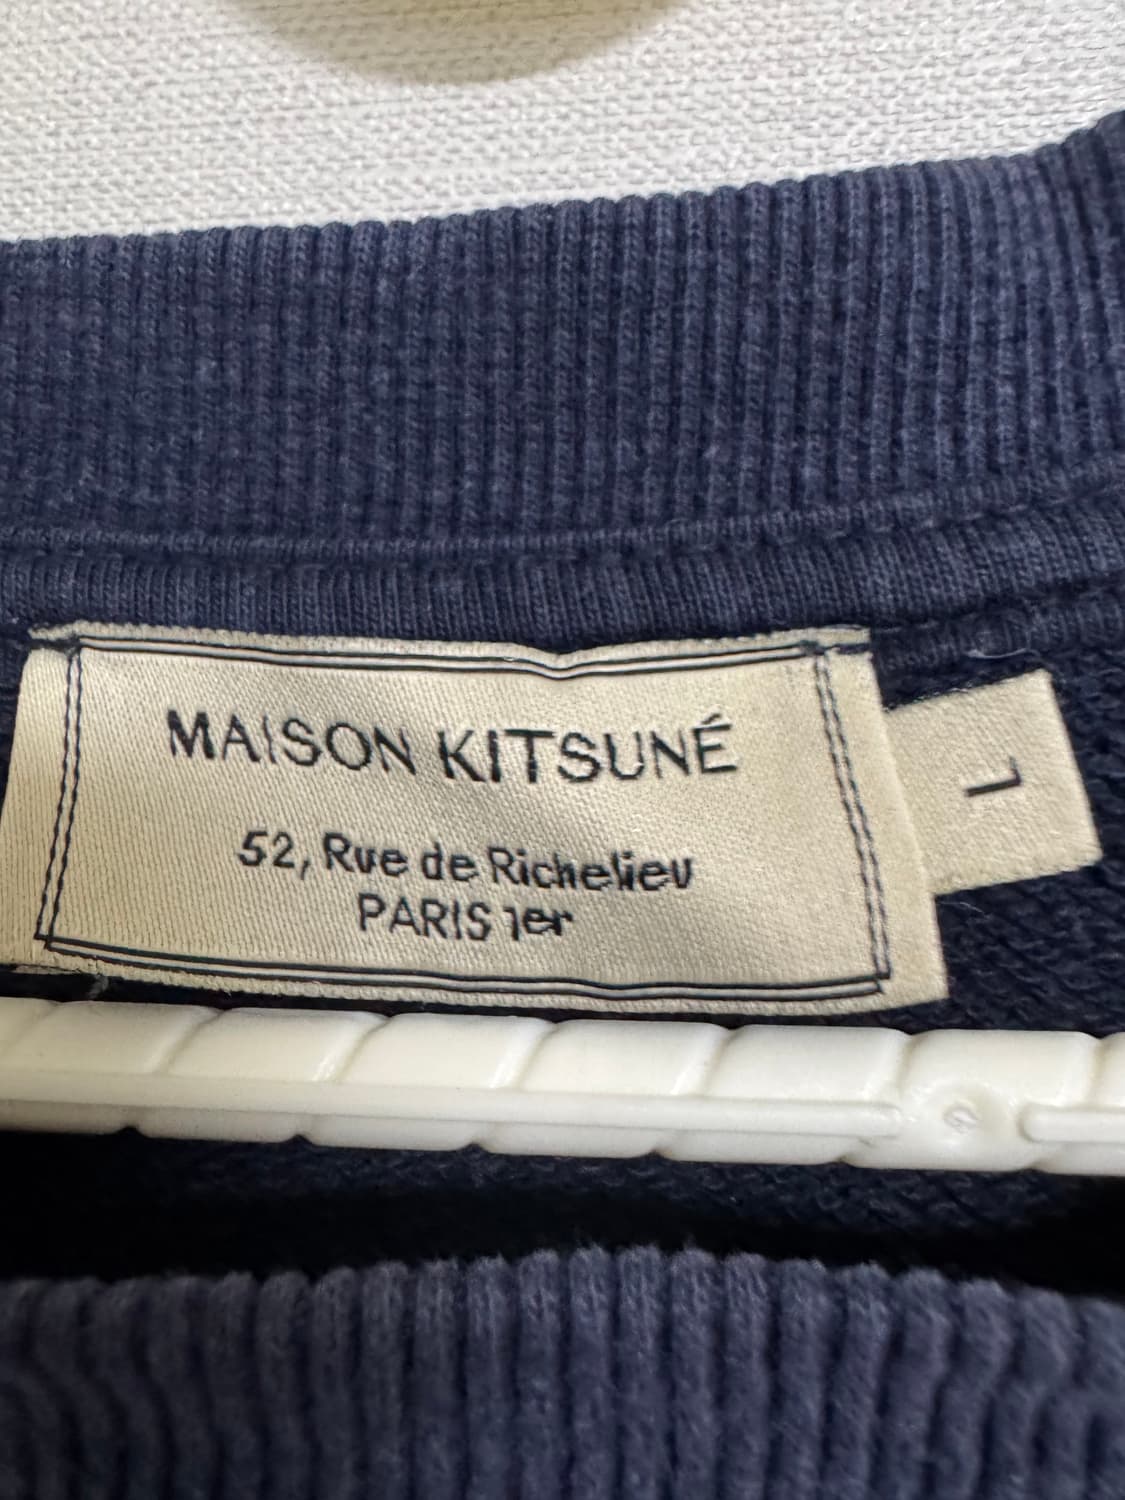 MAISON KITSUNÉ
52, Rue de Richelieu
PARIS 1er
L